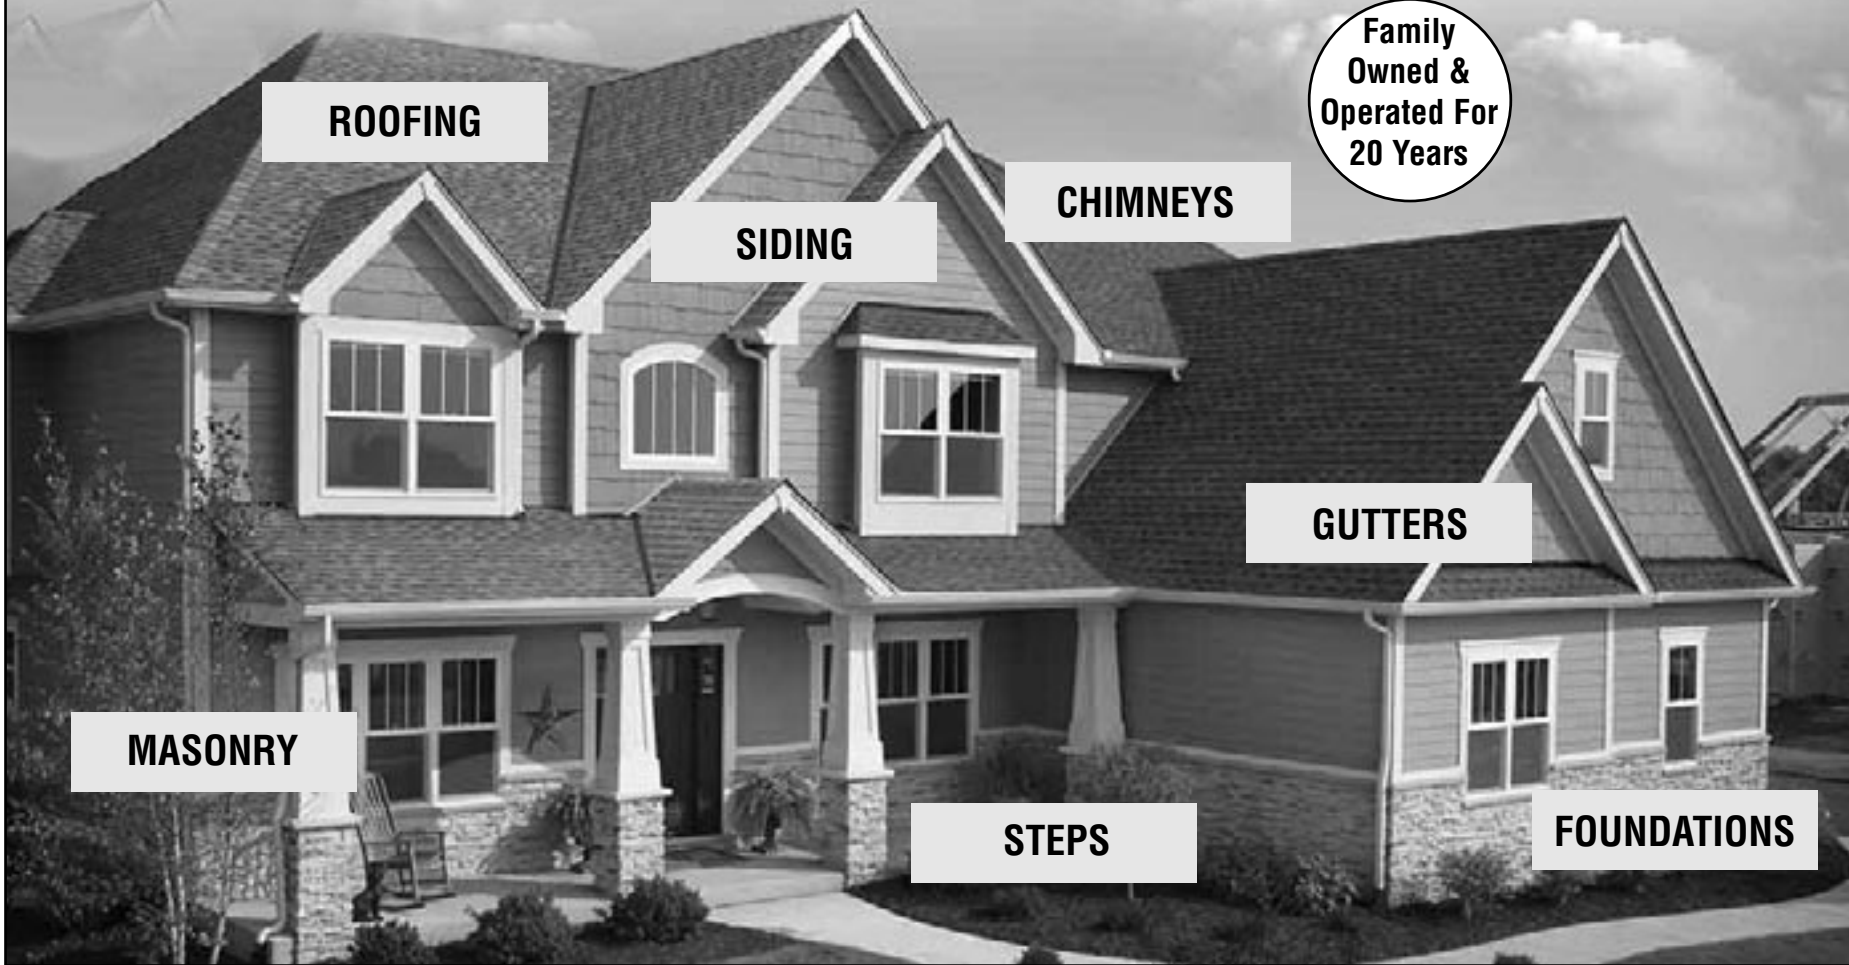 Family
Owned &
Operated For
20 Years
ROOFING
CHIMNEYS
SIDING
GUTTERS
MASONRY
STEPS
FOUNDATIONS